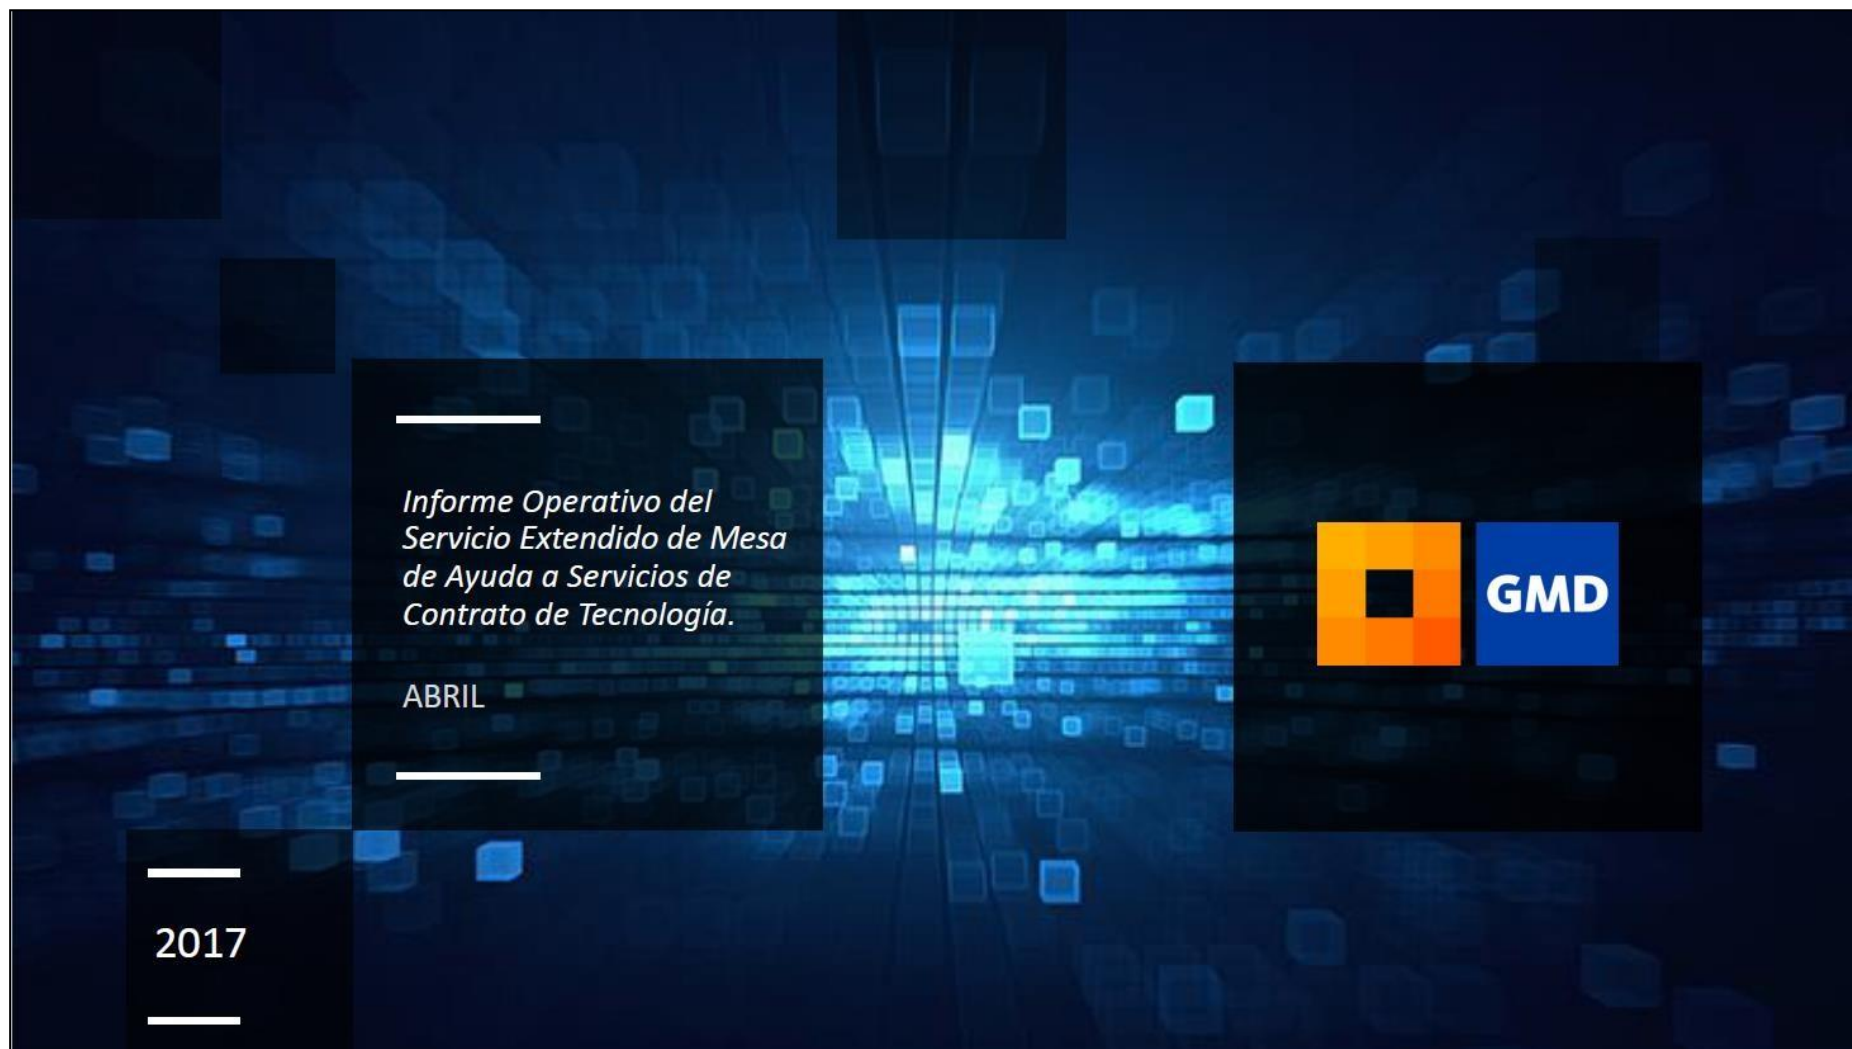 Informe Operativo del
Servicio Extendido de Mesa
de Ayuda a Servicios de
Contrato de Tecnología.
ABRIL
GMD
2017